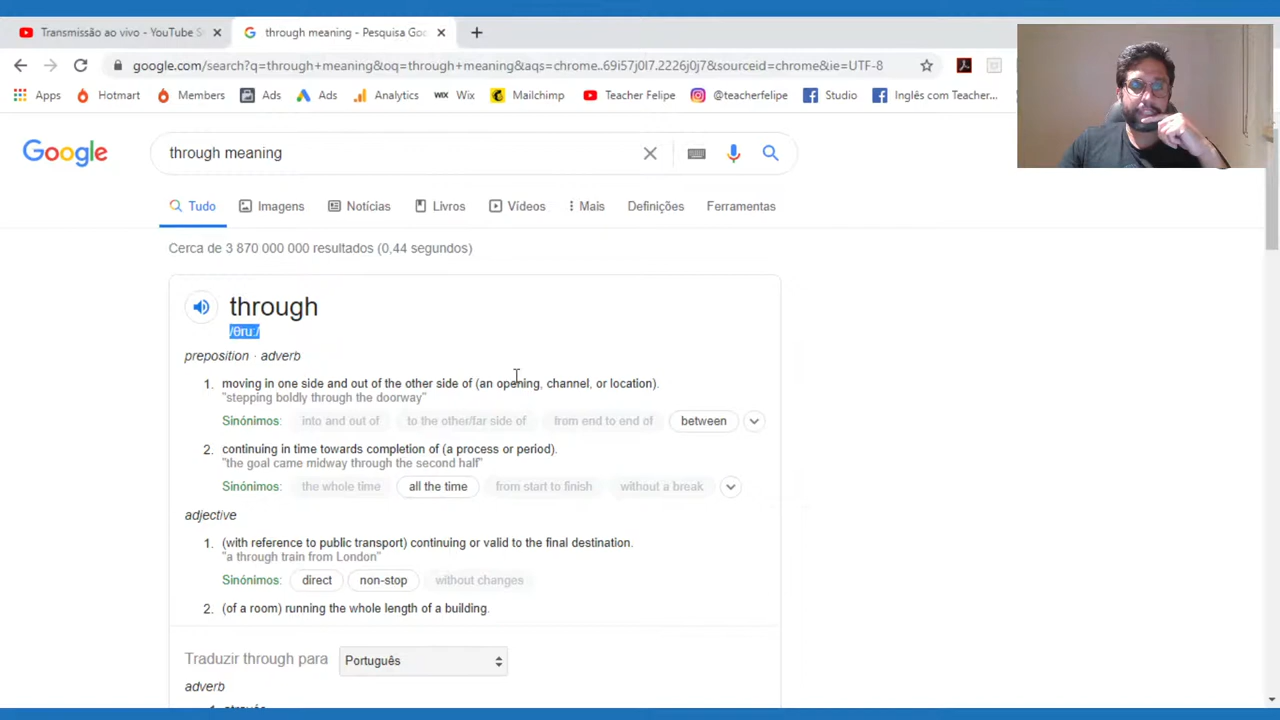 Transmissão ao vivo - YouTube S
through meaning - Pesquisa Goo
google.com/search?q=through+meaning&oq=through+meaning&aqs=chrome..69i57j0l7.2226j0j7&sourceid=chrome&ie=UTF-8
Apps Hotmart Members Ads Ads Analytics WIX Wix Mailchimp Teacher Felipe @teacherfelipe Studio Inglês com Teacher...
Google through meaning
Tudo Imagens Notícias Livros Vídeos Mais Definições Ferramentas
Cerca de 3 870 000 000 resultados (0,44 segundos)
through
/θruː/
preposition · adverb
1. moving in one side and out of the other side of (an opening, channel, or location).
"stepping boldly through the doorway"
Sinónimos: into and out of to the other/far side of from end to end of between
2. continuing in time towards completion of (a process or period).
"the goal came midway through the second half"
Sinónimos: the whole time all the time from start to finish without a break
adjective
1. (with reference to public transport) continuing or valid to the final destination.
"a through train from London"
Sinónimos: direct non-stop without changes
2. (of a room) running the whole length of a building.
Traduzir through para Português
adverb